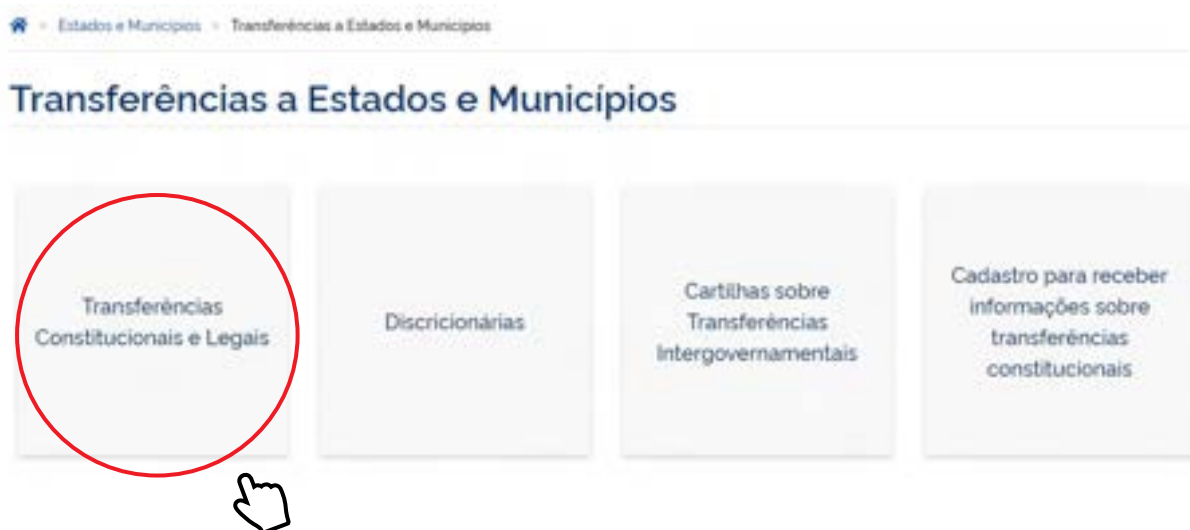 Estados e Municípios Transferências a Estados e Municípios
Transferências a Estados e Municípios
Transferências
Constitucionais e Legais
Discricionárias
Cartilhas sobre
Transferências
Intergovernamentais
Cadastro para receber
informações sobre
transferências
constitucionais